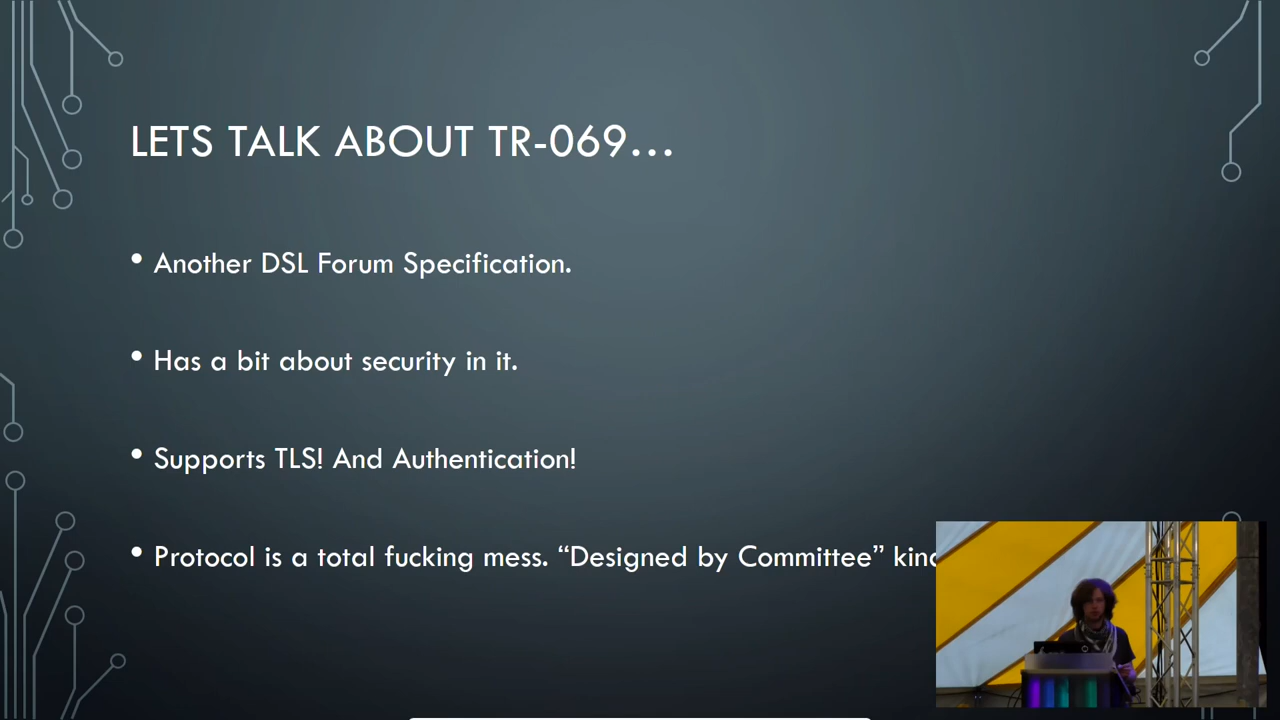 LETS TALK ABOUT TR-069...
• Another DSL Forum Specification.
• Has a bit about security in it.
• Supports TLS! And Authentication!
• Protocol is a total fucking mess. “Designed by Committee”